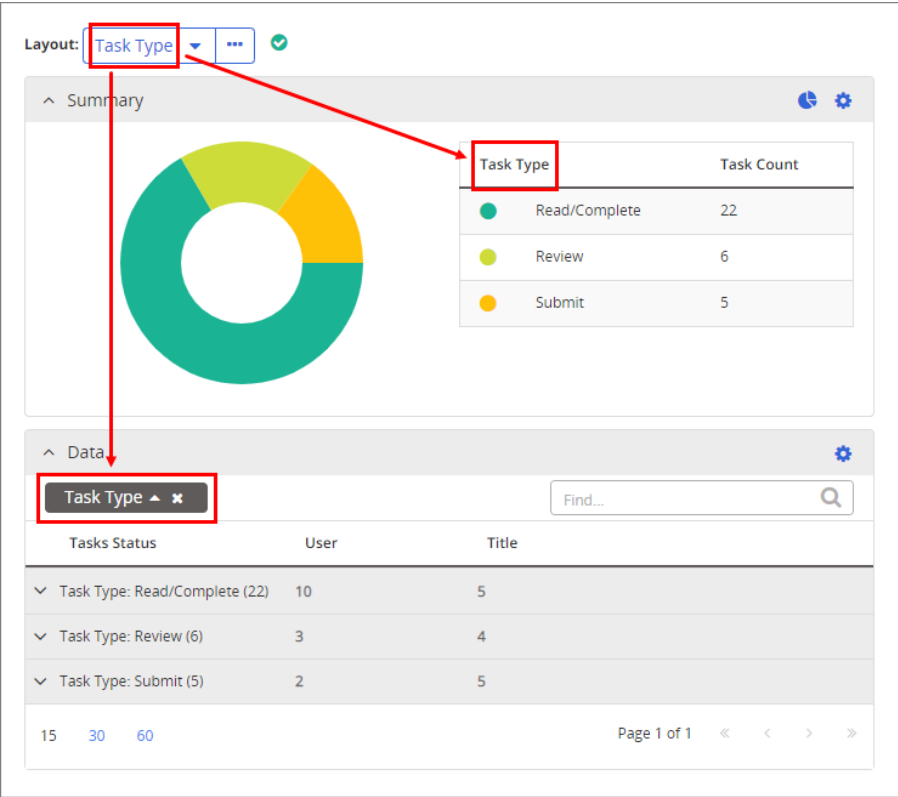 Layout: Task Type
Summary
Task Type Task Count
Read/Complete 22
Review 6
Submit 5
Data
Task Type
Find...
Tasks Status User Title
Task Type: Read/Complete (22) 10 5
Task Type: Review (6) 3 4
Task Type: Submit (5) 2 5
15 30 60 Page 1 of 1